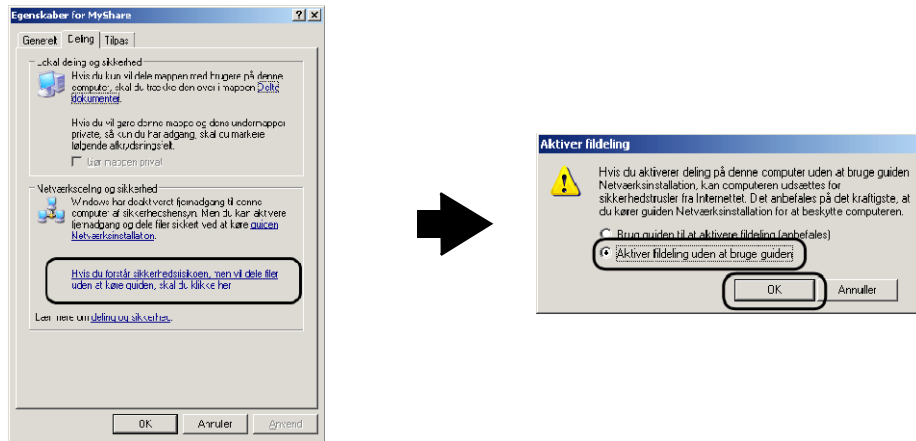 Egenskaber for MyShare
Generelt Deling Tilpas
Lokal deling og sikkerhed
Hvis du kun vil dele mappen med brugere på denne
computer, skal du trække den over i mappen Delte
dokumenter.
Hvis du vil gøre denne mappe og dens undermapper
private, så kun du har adgang, skal du markere
følgende afkrydsningsfelt.
Gør mappen privat
Netværksdeling og sikkerhed
Windows har deaktiveret fjernadgang til denne
computer af sikkerhedshensyn. Men du kan aktivere
fjernadgang og dele filer sikkert ved at køre guiden
Netværksinstallation.
Hvis du forstår sikkerhedsrisikoen, men vil dele filer
uden at køre guiden, skal du klikke her
Lær mere om deling og sikkerhed.
OK Annuller Anvend
Aktiver fildeling
Hvis du aktiverer deling på denne computer uden at bruge guiden
Netværksinstallation, kan computeren udsættes for
sikkerhedstrusler fra Internettet. Det anbefales på det kraftigste, at
du kører guiden Netværksinstallation for at beskytte computeren.
Brug guiden til at aktivere fildeling (anbefales)
Aktiver fildeling uden at bruge guiden
OK Annuller